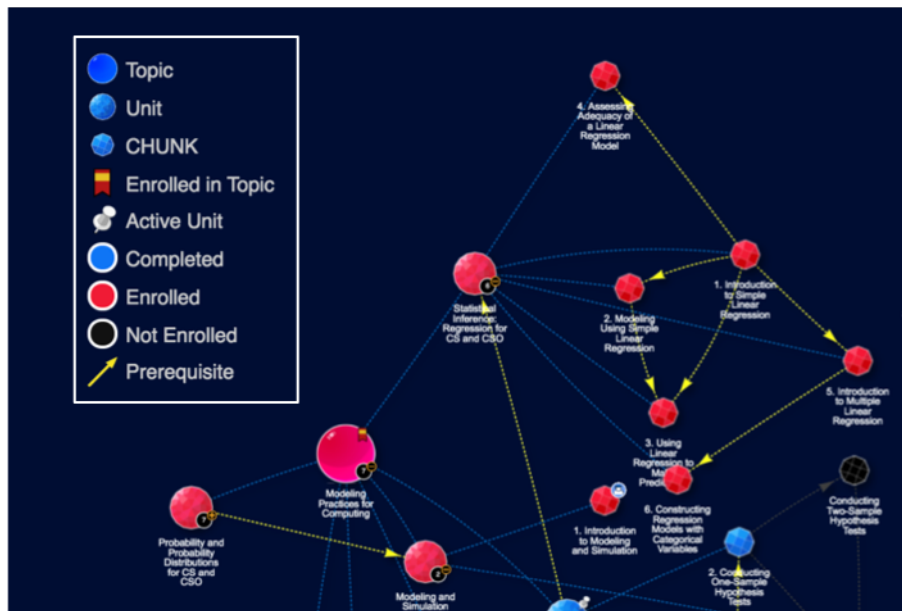 Topic
Unit
CHUNK
Enrolled in Topic
Active Unit
Completed
Enrolled
Not Enrolled
Prerequisite
4. Assessing
Adequacy of
a Linear
Regression
Model
6
Statistical
Inference:
Regression for
CS and CSO
1. Introduction
to Simple
Linear
Regression
2. Modeling
Using Simple
Linear
Regression
5. Introduction
to Multiple
Linear
Regression
3. Using
Linear
Regression to
6. Constructing
Regression
Models with
Categorical
Variables
7
Modeling
Practices for
Computing
7
Probability and
Probability
Distributions
for CS and
CSO
2
Modeling and
Simulation
1. Introduction
to Modeling
and Simulation
Conducting
Two-Sample
Hypothesis
Tests
2. Conducting
One-Sample
Hypothesis
Tests